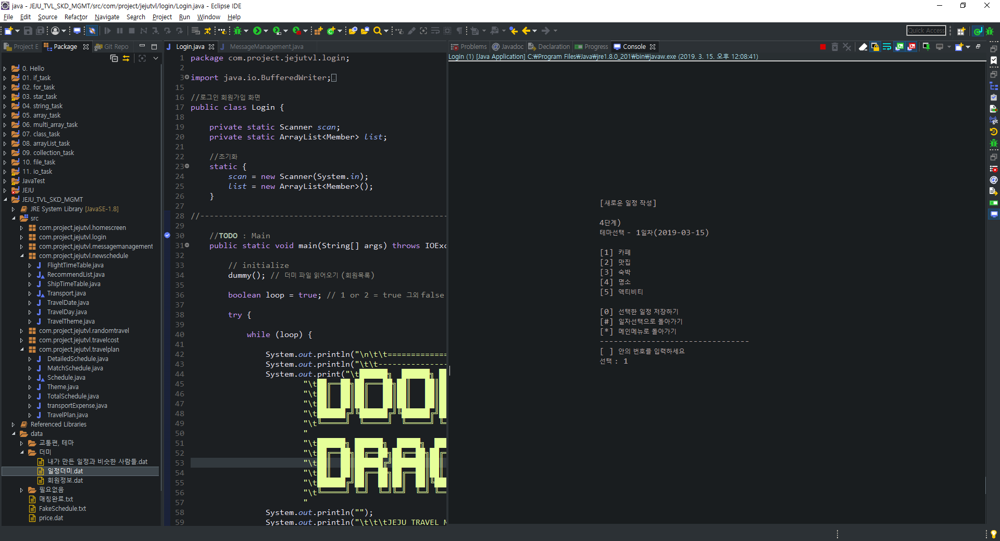 java - JEJU_TVL_SKD_MGMT/src/com/project/jejutvl/login/Login.java - Eclipse IDE
File Edit Source Refactor Navigate Search Project Run Window Help
Quick Access
Project E Package Git Repo
0. Hello
01. if_task
02. for_task
03. star_task
04. string_task
05. array_task
06. multi_array_task
07. class_task
08. arrayList_task
09. collection_task
10. file_task
11. io_task
JavaTest
JEJU
JEJU_TVL_SKD_MGMT
JRE System Library [JavaSE-1.8]
src
com.project.jejutvl.homescreen
com.project.jejutvl.login
com.project.jejutvl.messagemanagement
com.project.jejutvl.newschedule
FlightTimeTable.java
RecommendList.java
ShipTimeTable.java
Transport.java
TravelDate.java
TravelDay.java
TravelTheme.java
com.project.jejutvl.randomtravel
com.project.jejutvl.travelcost
com.project.jejutvl.travelplan
DetailedSchedule.java
MatchSchedule.java
Schedule.java
Theme.java
TotalSchedule.java
transportExpense.java
TravelPlan.java
Referenced Libraries
data
교통편, 테마
더미
내가 만든 일정과 비슷한 사람들.dat
일정더미.dat
회원정보.dat
필요없음
매칭완료.txt
FakeSchedule.txt
price.dat
Login.java MessageManagement.java
1 package com.project.jejutvl.login;
2
3 import java.io.BufferedWriter;
15
16 //로그인 회원가입 화면
17 public class Login {
18
19 private static Scanner scan;
20 private static ArrayList<Member> list;
21
22 //초기화
23 static {
24 scan = new Scanner(System.in);
25 list = new ArrayList<Member>();
26 }
27
28 //-----------------------------------------------------
29
30 //TODO : Main
31 public static void main(String[] args) throws IOExc
32
33 // initialize
34 dummy(); // 더미 파일 읽어오기 (회원목록)
35
36 boolean loop = true; // 1 or 2 = true 그외 false
37
38 try {
39
40 while (loop) {
41
42 System.out.println("\n\t\t=============
43 System.out.println("\t\t---------------
44 System.out.print("\t██████╗ ██████╗ ██
45 "\t
46 "\t
47 "\t
48 "\t
49 "\t
50 "
51 "\t
52 "\t
53 "\t
54 "\t
55 "\t
56 "\t
57 "
58 System.out.println("");
59 System.out.println("\t\t\tJEJU TRAVEL M
Problems Javadoc Declaration Progress Console
Login (1) [Java Application] C:₩Program Files₩Java₩jre1.8.0_201₩bin₩javaw.exe (2019. 3. 15. 오후 12:08:41)
[새로운 일정 작성]
4단계)
테마선택 - 1일차(2019-03-15)
[1] 카페
[2] 맛집
[3] 숙박
[4] 명소
[5] 액티비티
[0] 선택한 일정 저장하기
[#] 일자선택으로 돌아가기
[*] 메인메뉴로 돌아가기
--------------------------------
[ ] 안의 번호를 입력하세요
선택 : 1